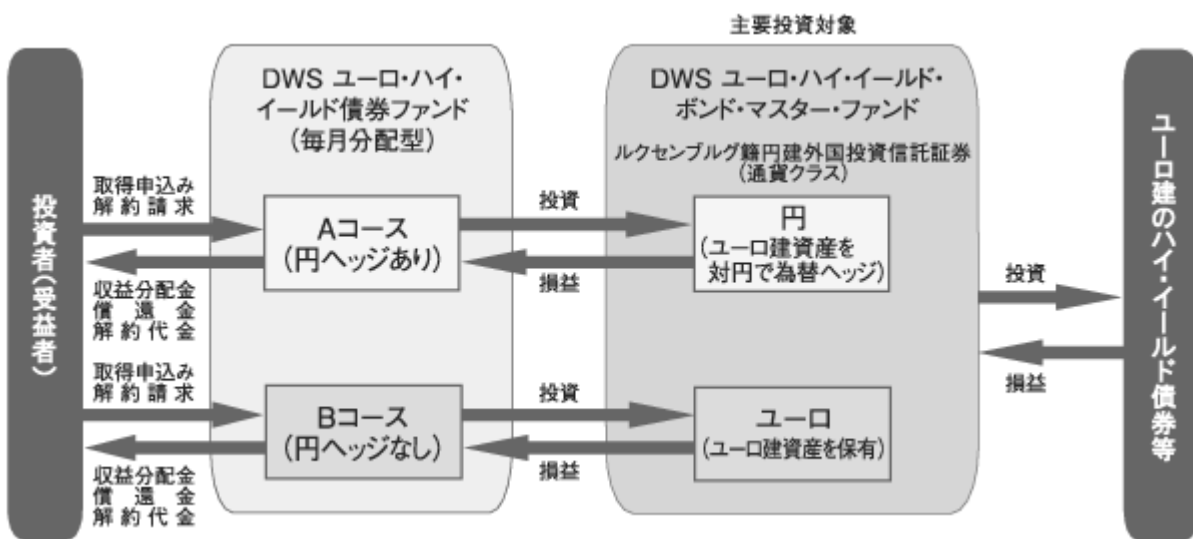 主要投資対象
投資者(受益者)
取得申込み
解約請求
収益分配金
償還金
解約代金
取得申込み
解約請求
収益分配金
償還金
解約代金
DWS ユーロ・ハイ・
イールド債券ファンド
(毎月分配型)
Aコース
(円ヘッジあり)
Bコース
(円ヘッジなし)
投資
損益
投資
損益
DWS ユーロ・ハイ・イールド・
ボンド・マスター・ファンド
ルクセンブルグ籍円建外国投資信託証券
(通貨クラス)
円
(ユーロ建資産を
対円で為替ヘッジ)
ユーロ
(ユーロ建資産を保有)
投資
損益
ユーロ建のハイ・イールド債券等